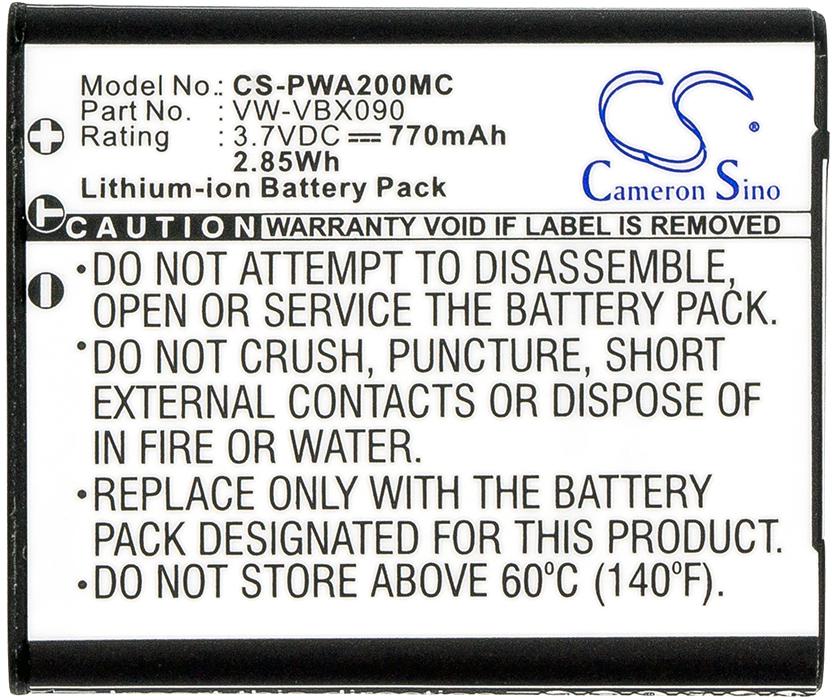 Model No.: CS-PWA200MC
Part No. : VW-VBX090
Rating : 3.7VDC ⎓ 770mAh
2.85Wh
Lithium-ion Battery Pack
CS ®
Cameron Sino
+
T
CAUTION WARRANTY VOID IF LABEL IS REMOVED
-
•DO NOT ATTEMPT TO DISASSEMBLE,
OPEN OR SERVICE THE BATTERY PACK.
•DO NOT CRUSH, PUNCTURE, SHORT
EXTERNAL CONTACTS OR DISPOSE OF
IN FIRE OR WATER.
•REPLACE ONLY WITH THE BATTERY
PACK DESIGNATED FOR THIS PRODUCT.
•DO NOT STORE ABOVE 60ºC (140ºF).